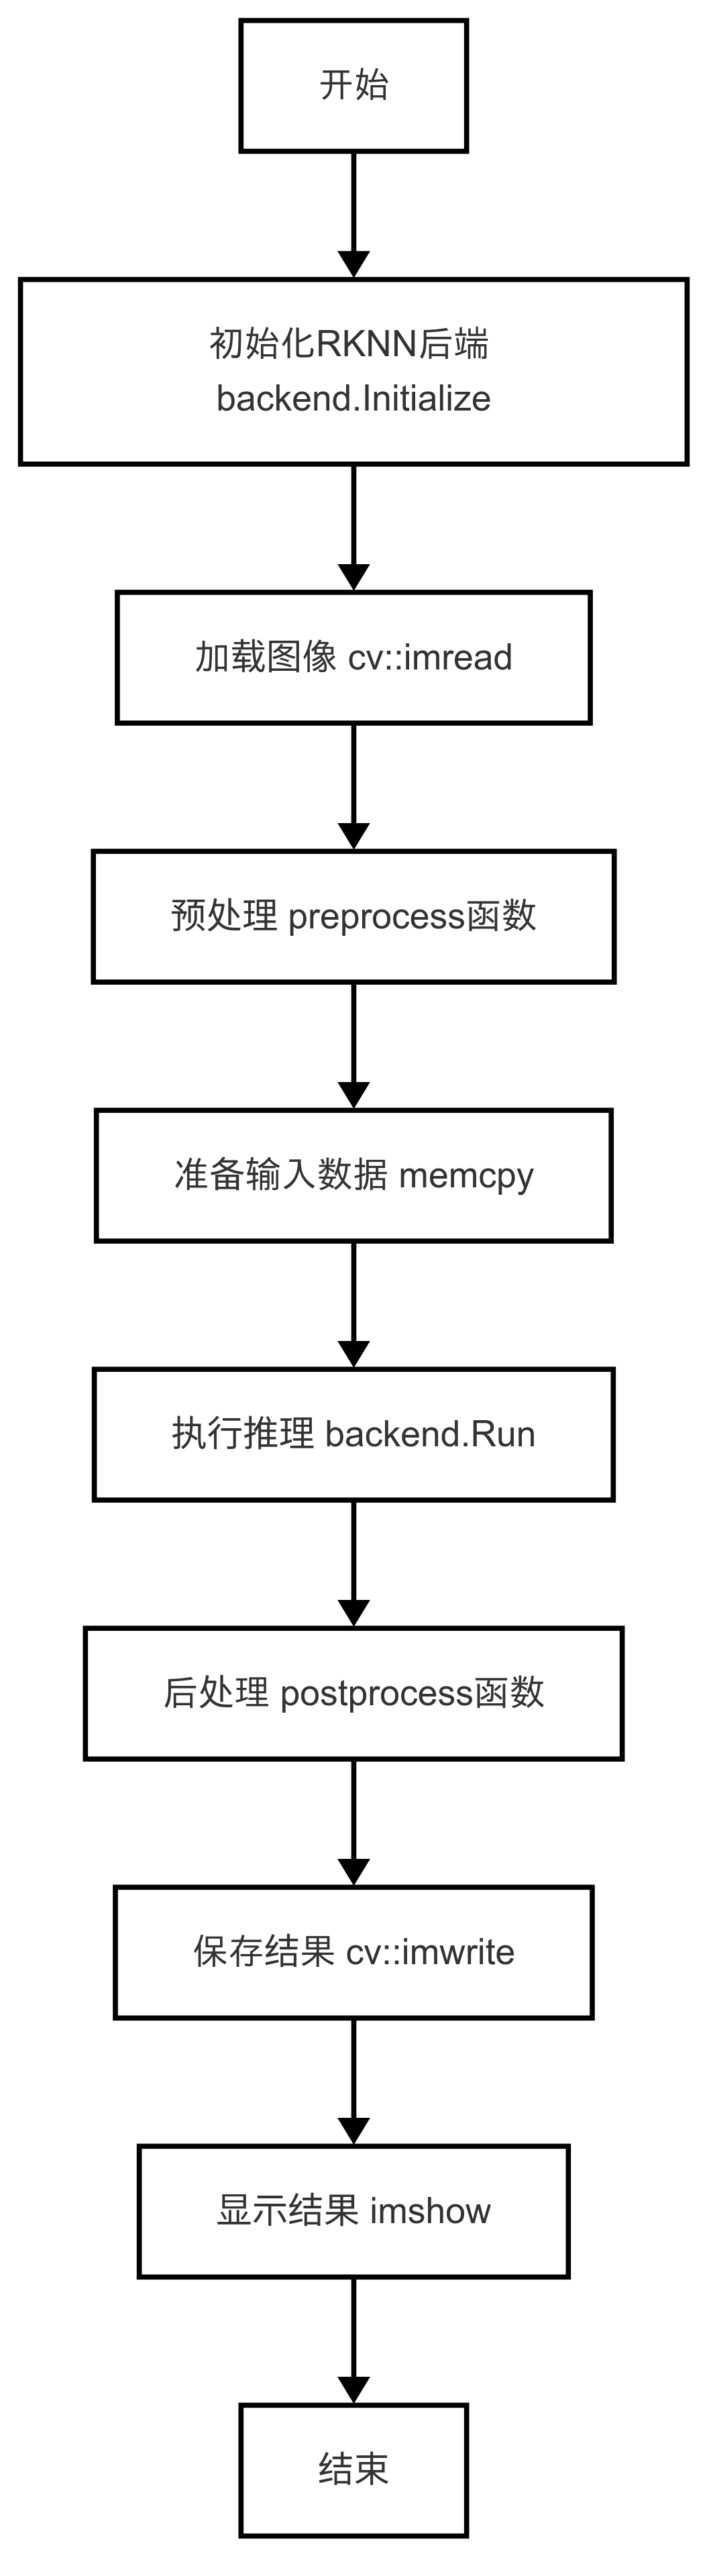 开始
初始化RKNN后端
backend.Initialize
加载图像 cv::imread
预处理 preprocess函数
准备输入数据 memcpy
执行推理 backend.Run
后处理 postprocess函数
保存结果 cv::imwrite
显示结果 imshow
结束